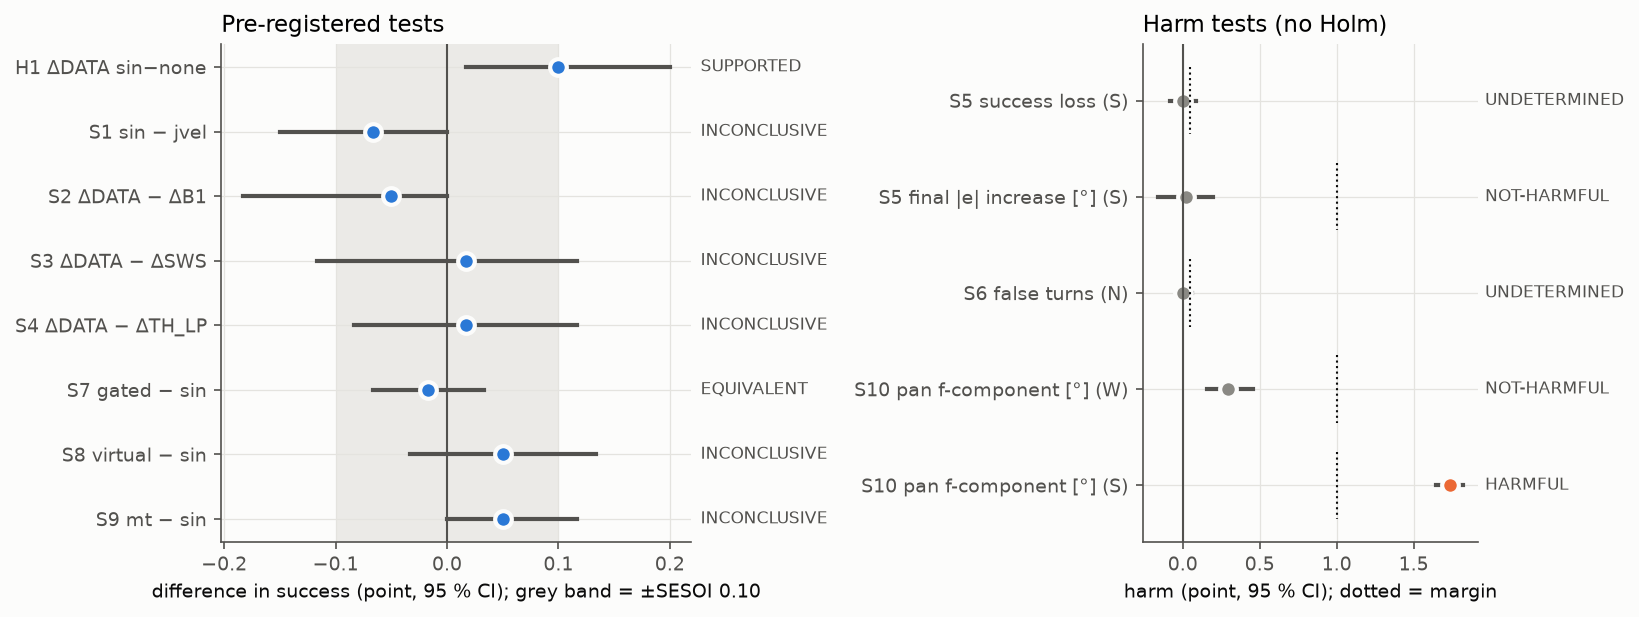 Pre-registered tests
H1 ΔDATA sin−none
SUPPORTED
S1 sin − jvel
INCONCLUSIVE
S2 ΔDATA − ΔB1
INCONCLUSIVE
S3 ΔDATA − ΔSWS
INCONCLUSIVE
S4 ΔDATA − ΔTH_LP
INCONCLUSIVE
S7 gated − sin
EQUIVALENT
S8 virtual − sin
INCONCLUSIVE
S9 mt − sin
INCONCLUSIVE
−0.2 −0.1 0.0 0.1 0.2
difference in success (point, 95 % CI); grey band = ±SESOI 0.10
Harm tests (no Holm)
S5 success loss (S)
UNDETERMINED
S5 final |e| increase [°] (S)
NOT-HARMFUL
S6 false turns (N)
UNDETERMINED
S10 pan f-component [°] (W)
NOT-HARMFUL
S10 pan f-component [°] (S)
HARMFUL
0.0 0.5 1.0 1.5
harm (point, 95 % CI); dotted = margin